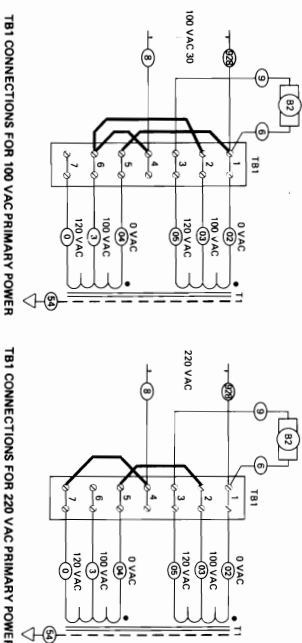 B2
9
6
100 VAC 30
928
8
TB1
1
2
3
4
5
6
7
0 VAC
02
100 VAC
03
120 VAC
05
0 VAC
04
100 VAC
3
120 VAC
0
T1
54
TB1 CONNECTIONS FOR 100 VAC PRIMARY POWER
B2
9
6
220 VAC
928
8
TB1
1
2
3
4
5
6
7
0 VAC
02
100 VAC
03
120 VAC
05
0 VAC
04
100 VAC
3
120 VAC
0
T1
54
TB1 CONNECTIONS FOR 220 VAC PRIMARY POWER